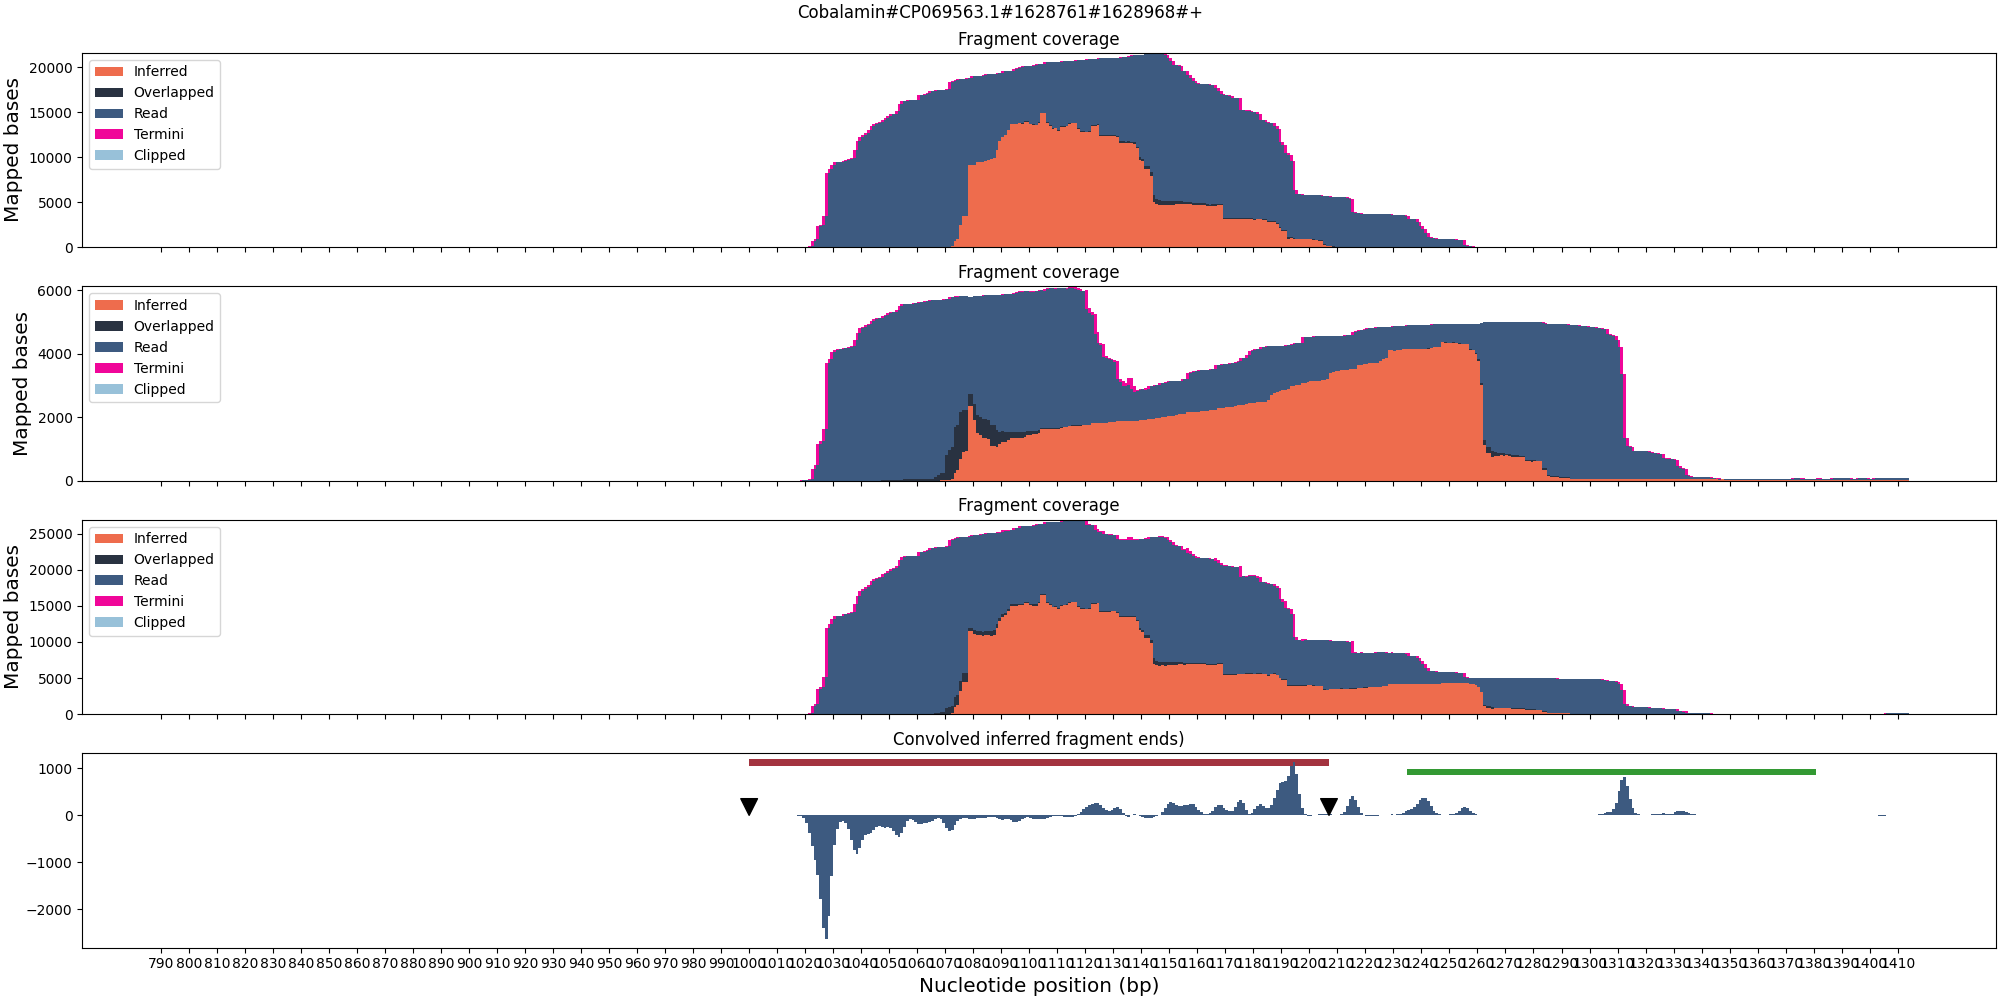 Cobalamin#CP069563.1#1628761#1628968#+
Fragment coverage
Mapped bases
20000
15000
10000
5000
0
Inferred
Overlapped
Read
Termini
Clipped
Fragment coverage
Mapped bases
6000
4000
2000
0
Inferred
Overlapped
Read
Termini
Clipped
Fragment coverage
Mapped bases
25000
20000
15000
10000
5000
0
Inferred
Overlapped
Read
Termini
Clipped
Convolved inferred fragment ends)
1000
0
−1000
−2000
790 800 810 820 830 840 850 860 870 880 890 900 910 920 930 940 950 960 970 980 990 1000 1010 1020 1030 1040 1050 1060 1070 1080 1090 1100 1110 1120 1130 1140 1150 1160 1170 1180 1190 1200 1210 1220 1230 1240 1250 1260 1270 1280 1290 1300 1310 1320 1330 1340 1350 1360 1370 1380 1390 1400 1410
Nucleotide position (bp)